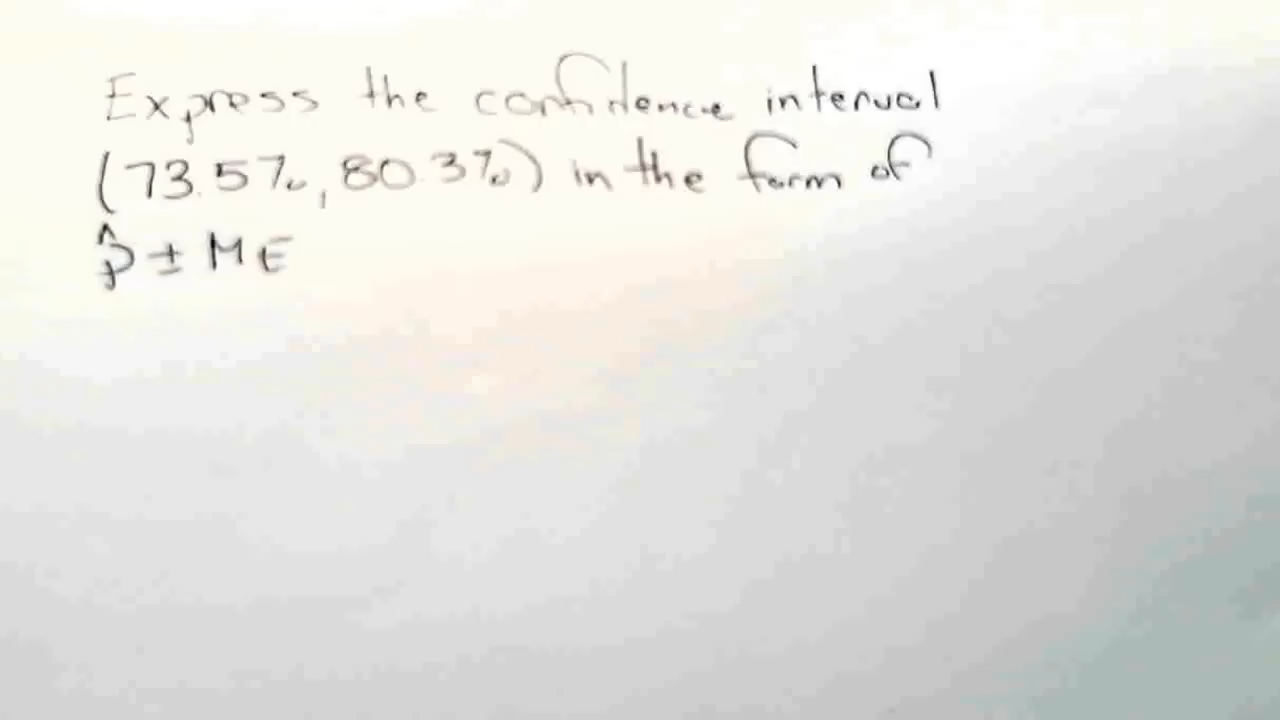 Express the confidence interval
(73.5%, 80.3%) in the form of
p̂ ± ME